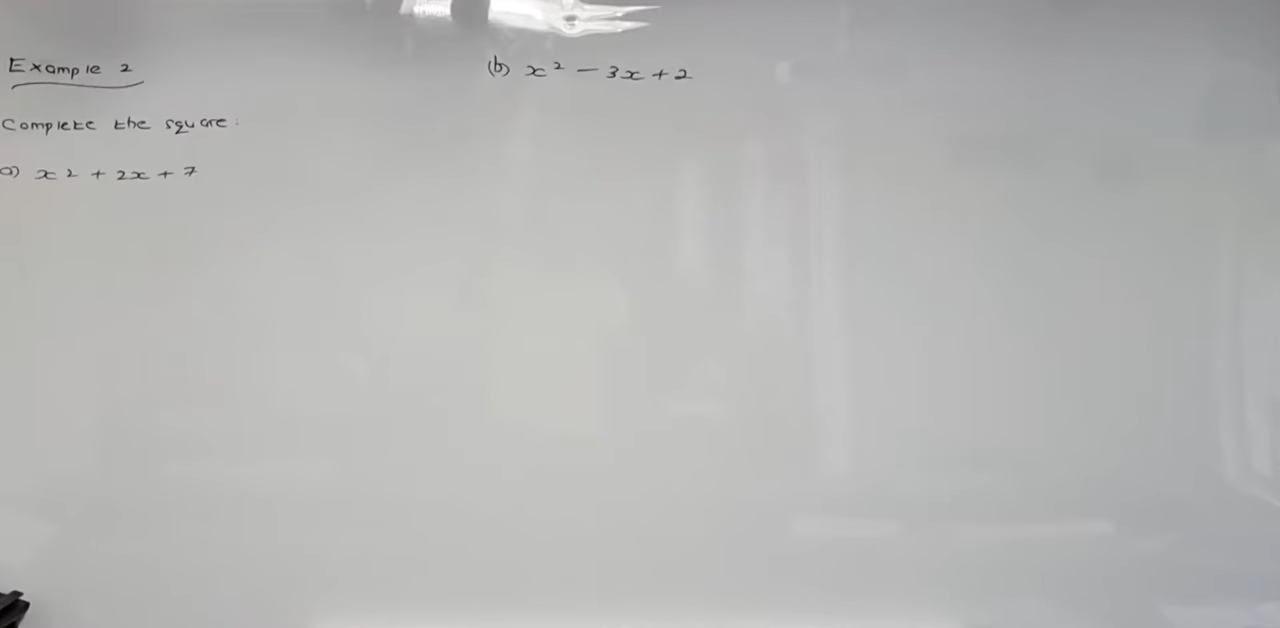 Example 2
Complete the square:
a) x² + 2x + 7
(b) x² - 3x + 2